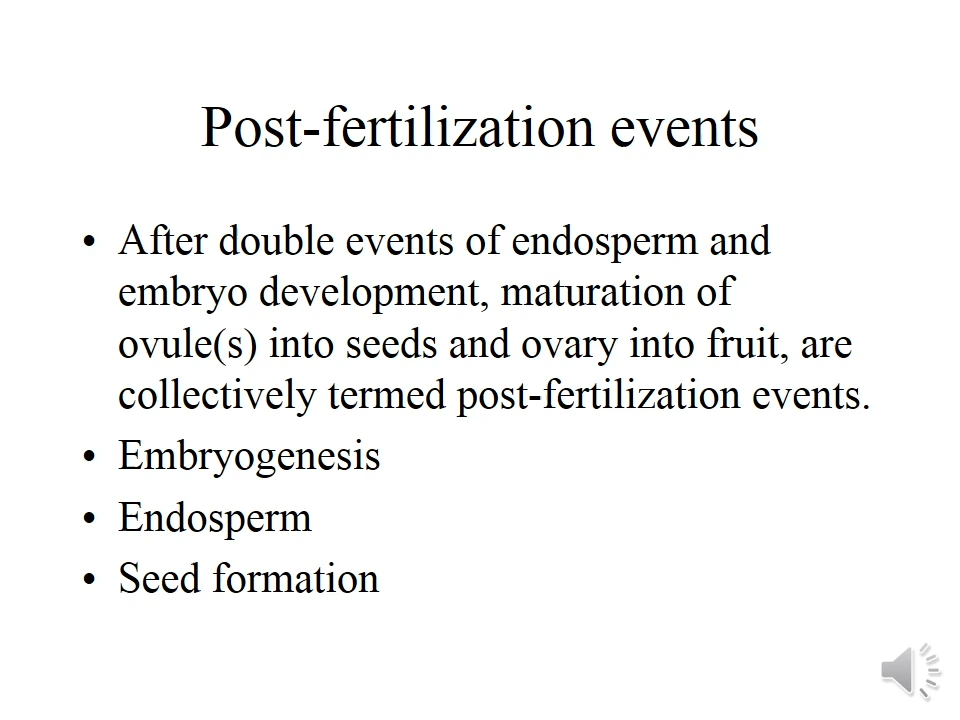 Post-fertilization events
• After double events of endosperm and
embryo development, maturation of
ovule(s) into seeds and ovary into fruit, are
collectively termed post-fertilization events.
• Embryogenesis
• Endosperm
• Seed formation